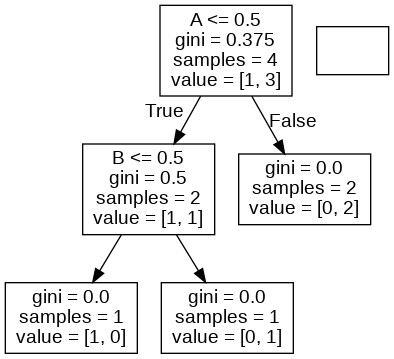 A <= 0.5
gini = 0.375
samples = 4
value = [1, 3]
True
False
B <= 0.5
gini = 0.5
samples = 2
value = [1, 1]
gini = 0.0
samples = 2
value = [0, 2]
gini = 0.0
samples = 1
value = [1, 0]
gini = 0.0
samples = 1
value = [0, 1]